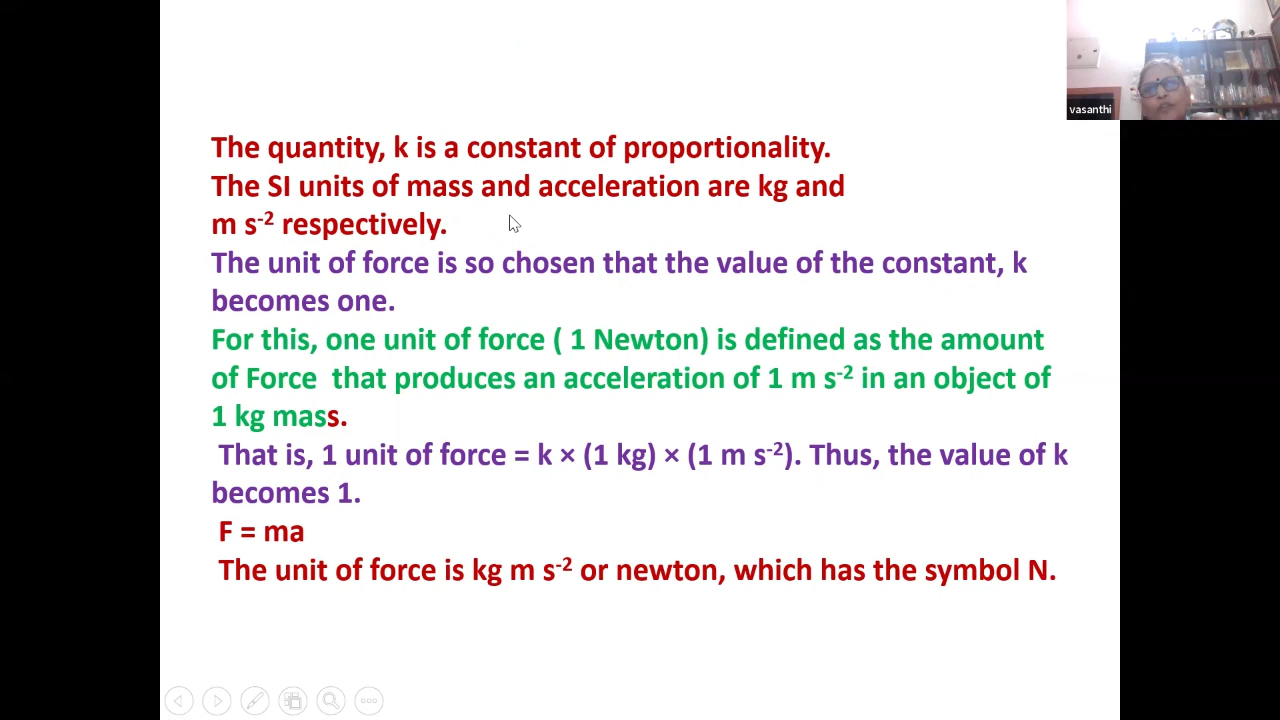 vasanthi
The quantity, k is a constant of proportionality.
The SI units of mass and acceleration are kg and
m s⁻² respectively.
The unit of force is so chosen that the value of the constant, k
becomes one.
For this, one unit of force ( 1 Newton) is defined as the amount
of Force that produces an acceleration of 1 m s⁻² in an object of
1 kg mass.
That is, 1 unit of force = k × (1 kg) × (1 m s⁻²). Thus, the value of k
becomes 1.
F = ma
The unit of force is kg m s⁻² or newton, which has the symbol N.